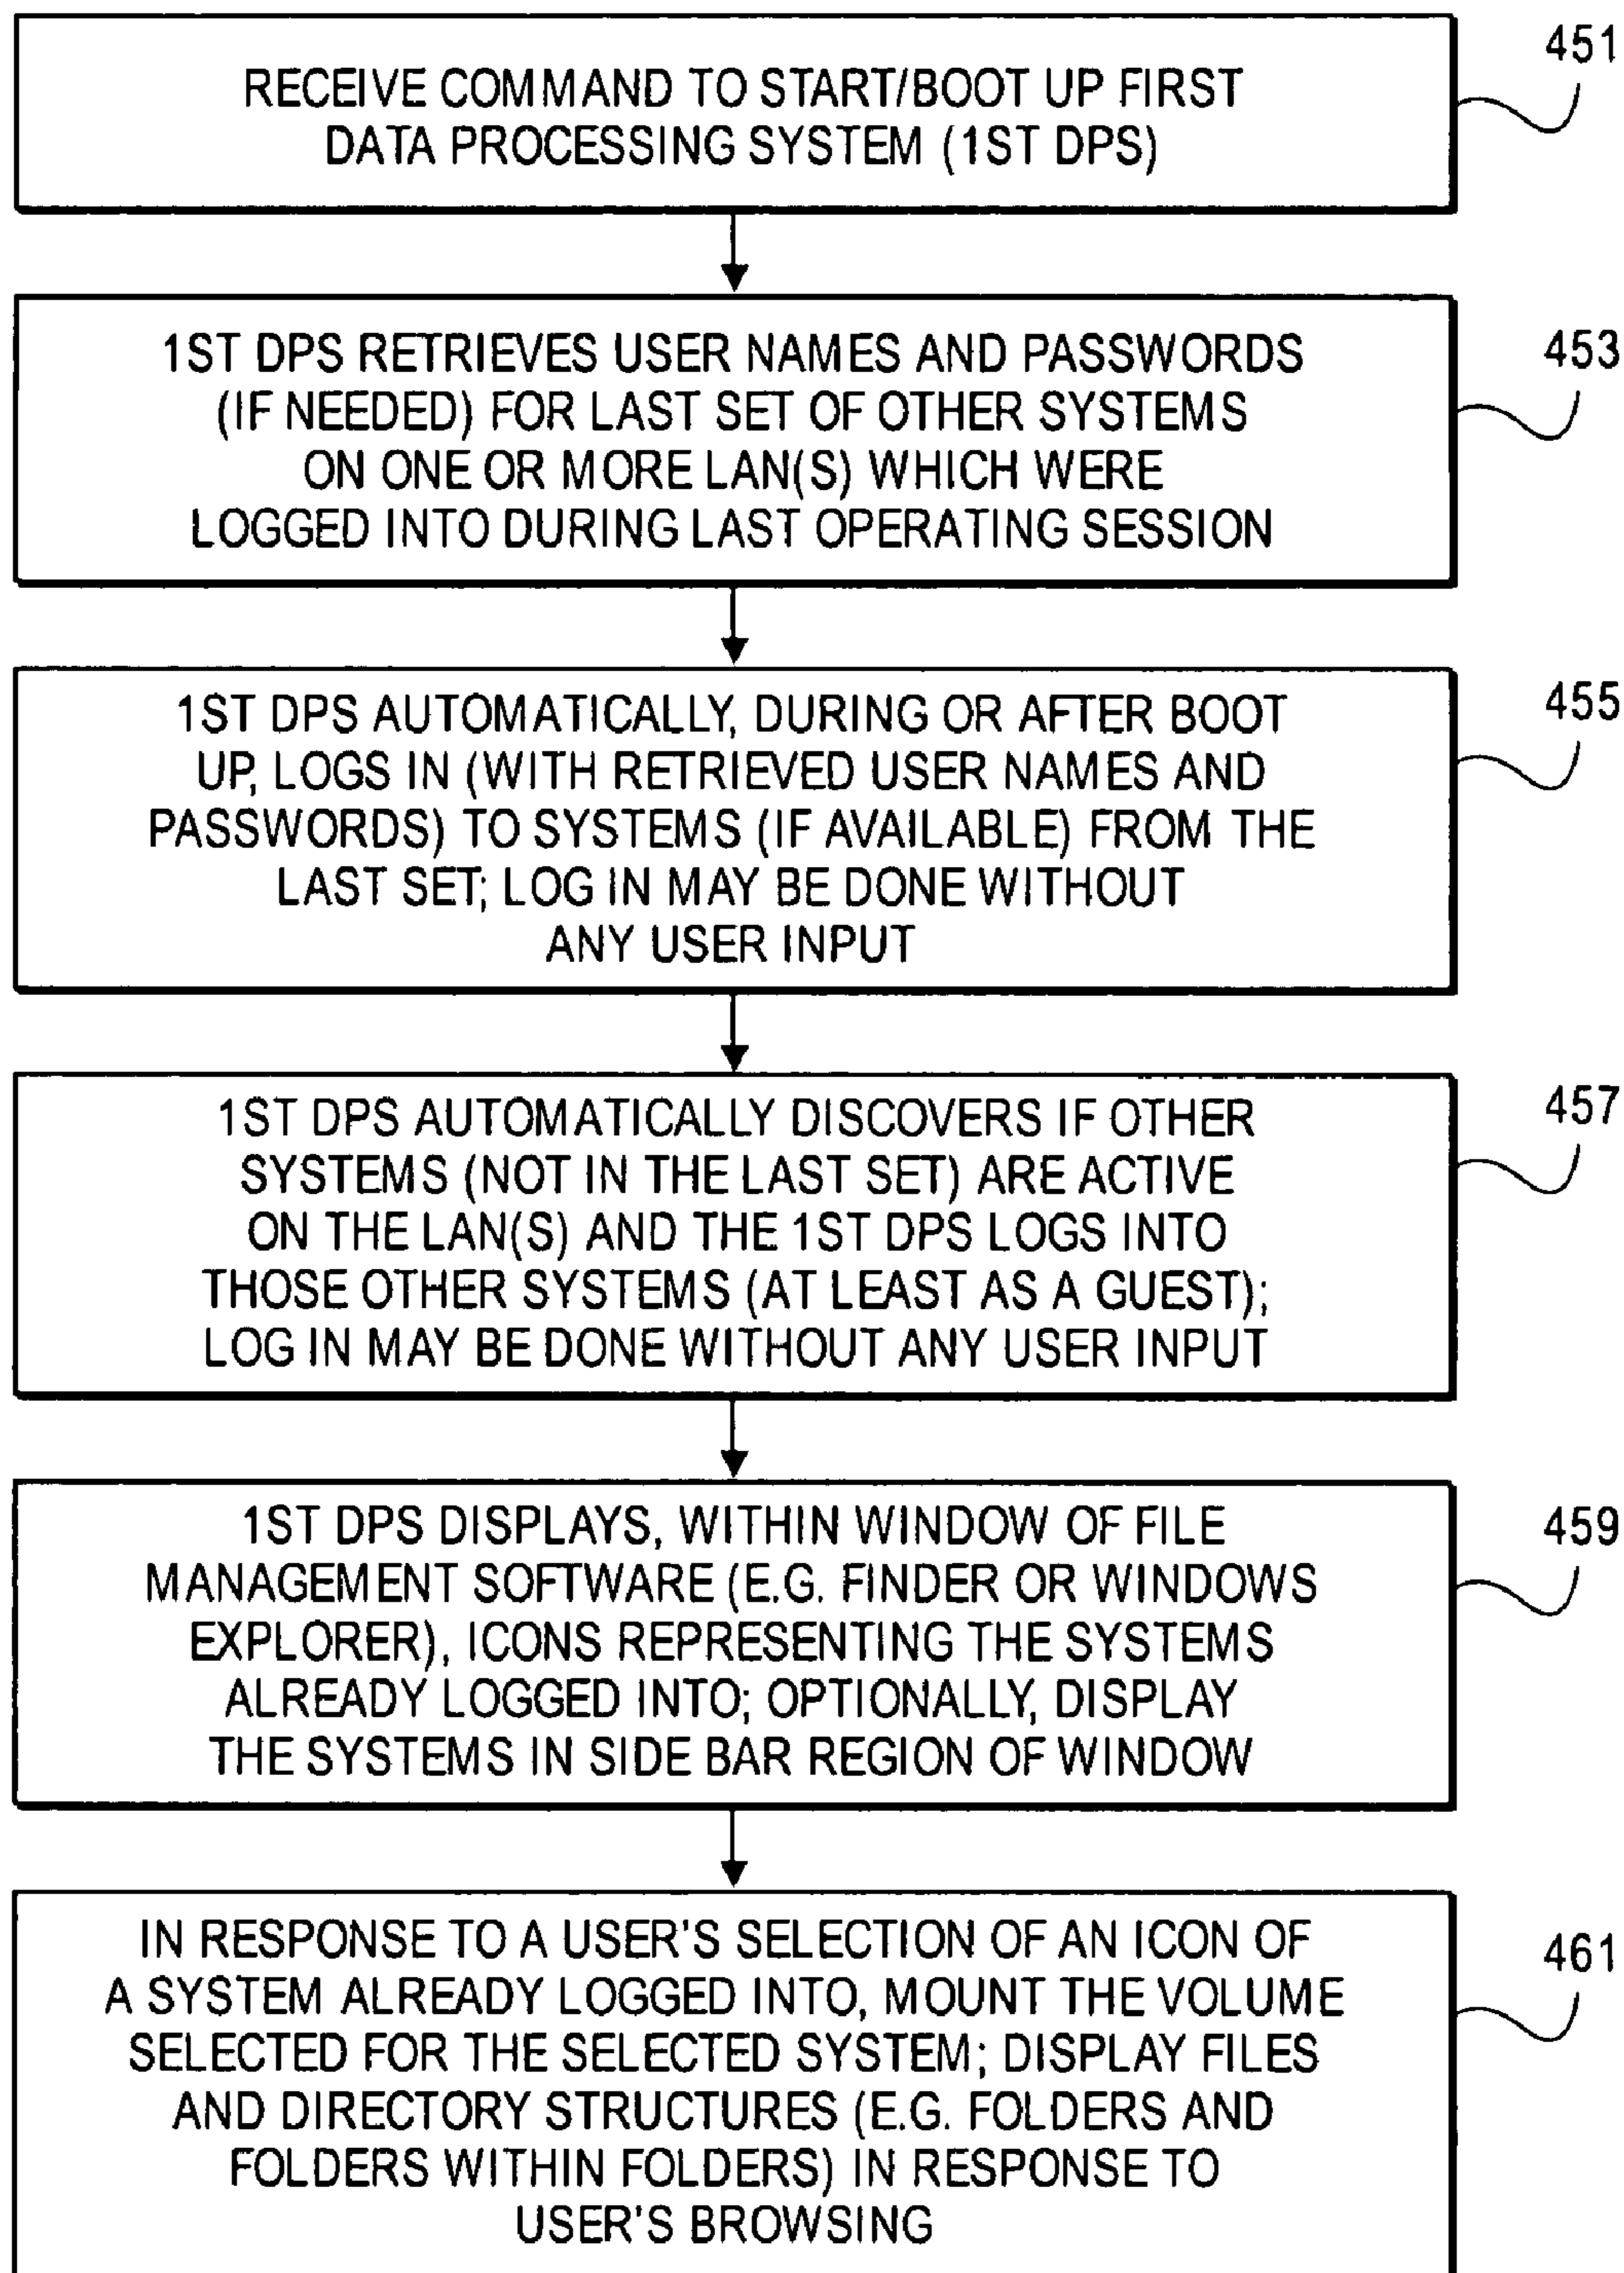 RECEIVE COMMAND TO START/BOOT UP FIRST
DATA PROCESSING SYSTEM (1ST DPS)
451
1ST DPS RETRIEVES USER NAMES AND PASSWORDS
(IF NEEDED) FOR LAST SET OF OTHER SYSTEMS
ON ONE OR MORE LAN(S) WHICH WERE
LOGGED INTO DURING LAST OPERATING SESSION
453
1ST DPS AUTOMATICALLY, DURING OR AFTER BOOT
UP, LOGS IN (WITH RETRIEVED USER NAMES AND
PASSWORDS) TO SYSTEMS (IF AVAILABLE) FROM THE
LAST SET; LOG IN MAY BE DONE WITHOUT
ANY USER INPUT
455
1ST DPS AUTOMATICALLY DISCOVERS IF OTHER
SYSTEMS (NOT IN THE LAST SET) ARE ACTIVE
ON THE LAN(S) AND THE 1ST DPS LOGS INTO
THOSE OTHER SYSTEMS (AT LEAST AS A GUEST);
LOG IN MAY BE DONE WITHOUT ANY USER INPUT
457
1ST DPS DISPLAYS, WITHIN WINDOW OF FILE
MANAGEMENT SOFTWARE (E.G. FINDER OR WINDOWS
EXPLORER), ICONS REPRESENTING THE SYSTEMS
ALREADY LOGGED INTO; OPTIONALLY, DISPLAY
THE SYSTEMS IN SIDE BAR REGION OF WINDOW
459
IN RESPONSE TO A USER'S SELECTION OF AN ICON OF
A SYSTEM ALREADY LOGGED INTO, MOUNT THE VOLUME
SELECTED FOR THE SELECTED SYSTEM; DISPLAY FILES
AND DIRECTORY STRUCTURES (E.G. FOLDERS AND
FOLDERS WITHIN FOLDERS) IN RESPONSE TO
USER'S BROWSING
461